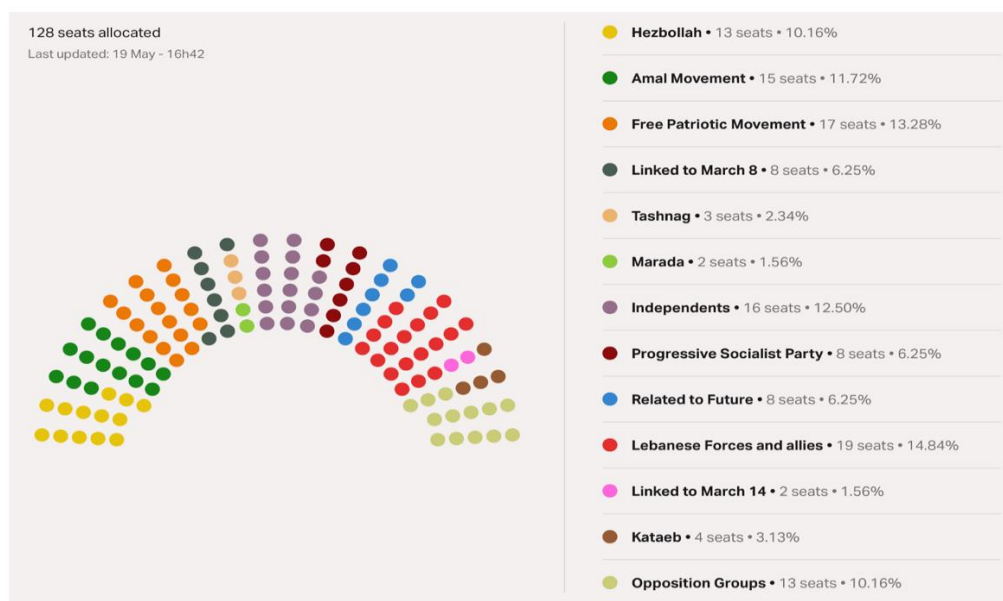 128 seats allocated
Last updated: 19 May - 16h42
Hezbollah • 13 seats • 10.16%
Amal Movement • 15 seats • 11.72%
Free Patriotic Movement • 17 seats • 13.28%
Linked to March 8 • 8 seats • 6.25%
Tashnag • 3 seats • 2.34%
Marada • 2 seats • 1.56%
Independents • 16 seats • 12.50%
Progressive Socialist Party • 8 seats • 6.25%
Related to Future • 8 seats • 6.25%
Lebanese Forces and allies • 19 seats • 14.84%
Linked to March 14 • 2 seats • 1.56%
Kataeb • 4 seats • 3.13%
Opposition Groups • 13 seats • 10.16%